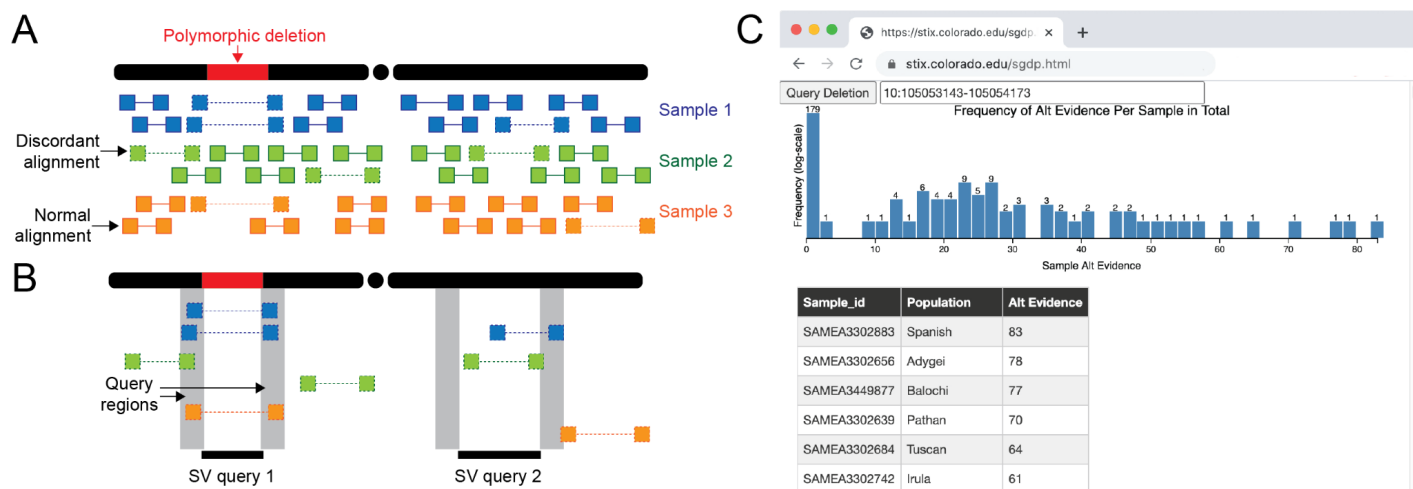 A
Polymorphic deletion
Sample 1
Discordant
alignment
Sample 2
Normal
alignment
Sample 3
B
Query
regions
SV query 1
SV query 2
C
https://stix.colorado.edu/sgdp.
stix.colorado.edu/sgdp.html
Query Deletion
10:105053143-105054173
Frequency of Alt Evidence Per Sample in Total
Frequency (log-scale)
179 1 1 1 4 1 6 4 4 9 5 9 2 3 3 2 1 2 2 2 1 1 1 1 1 1 1 1 1 1 1
0 10 20 30 40 50 60 70 80
Sample Alt Evidence
Sample_id Population Alt Evidence
SAMEA3302883 Spanish 83
SAMEA3302656 Adygei 78
SAMEA3449877 Balochi 77
SAMEA3302639 Pathan 70
SAMEA3302684 Tuscan 64
SAMEA3302742 Irula 61